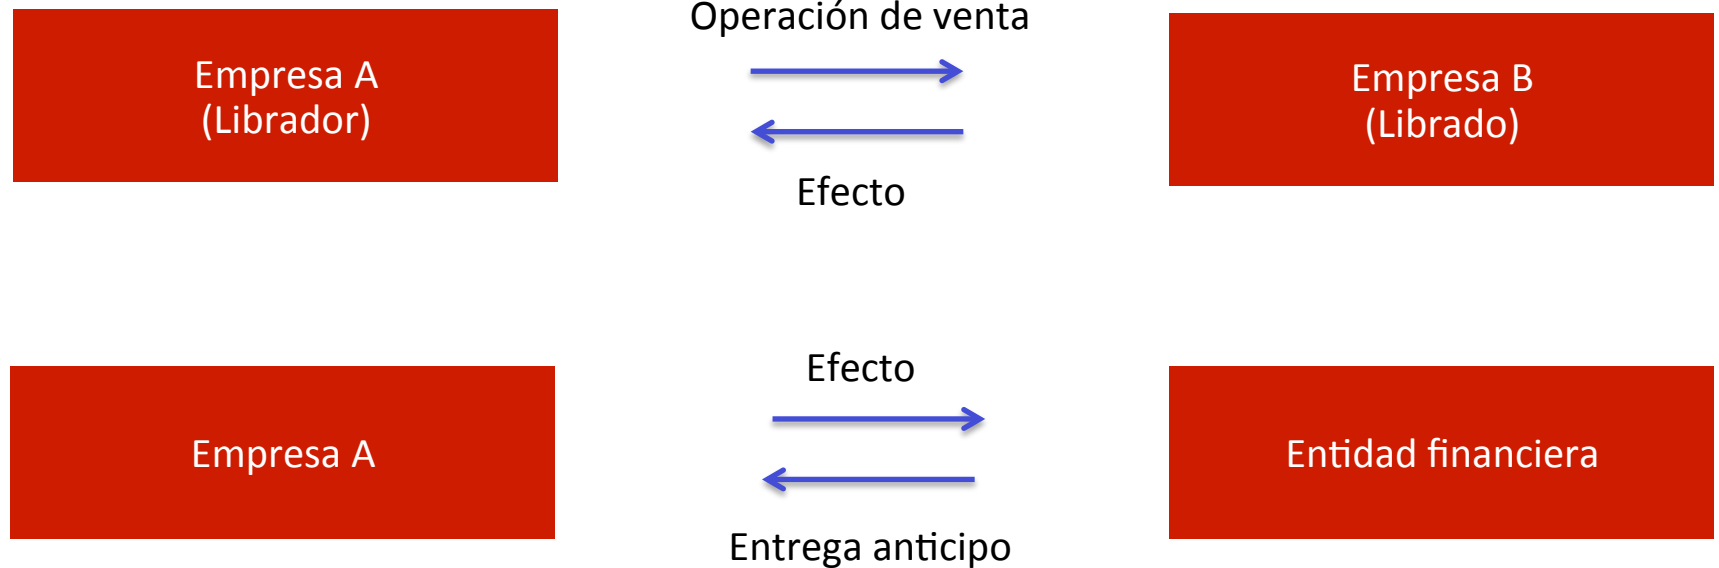 Operación de venta
Empresa A
(Librador)
Empresa B
(Librado)
Efecto
Efecto
Empresa A
Entidad financiera
Entrega anticipo